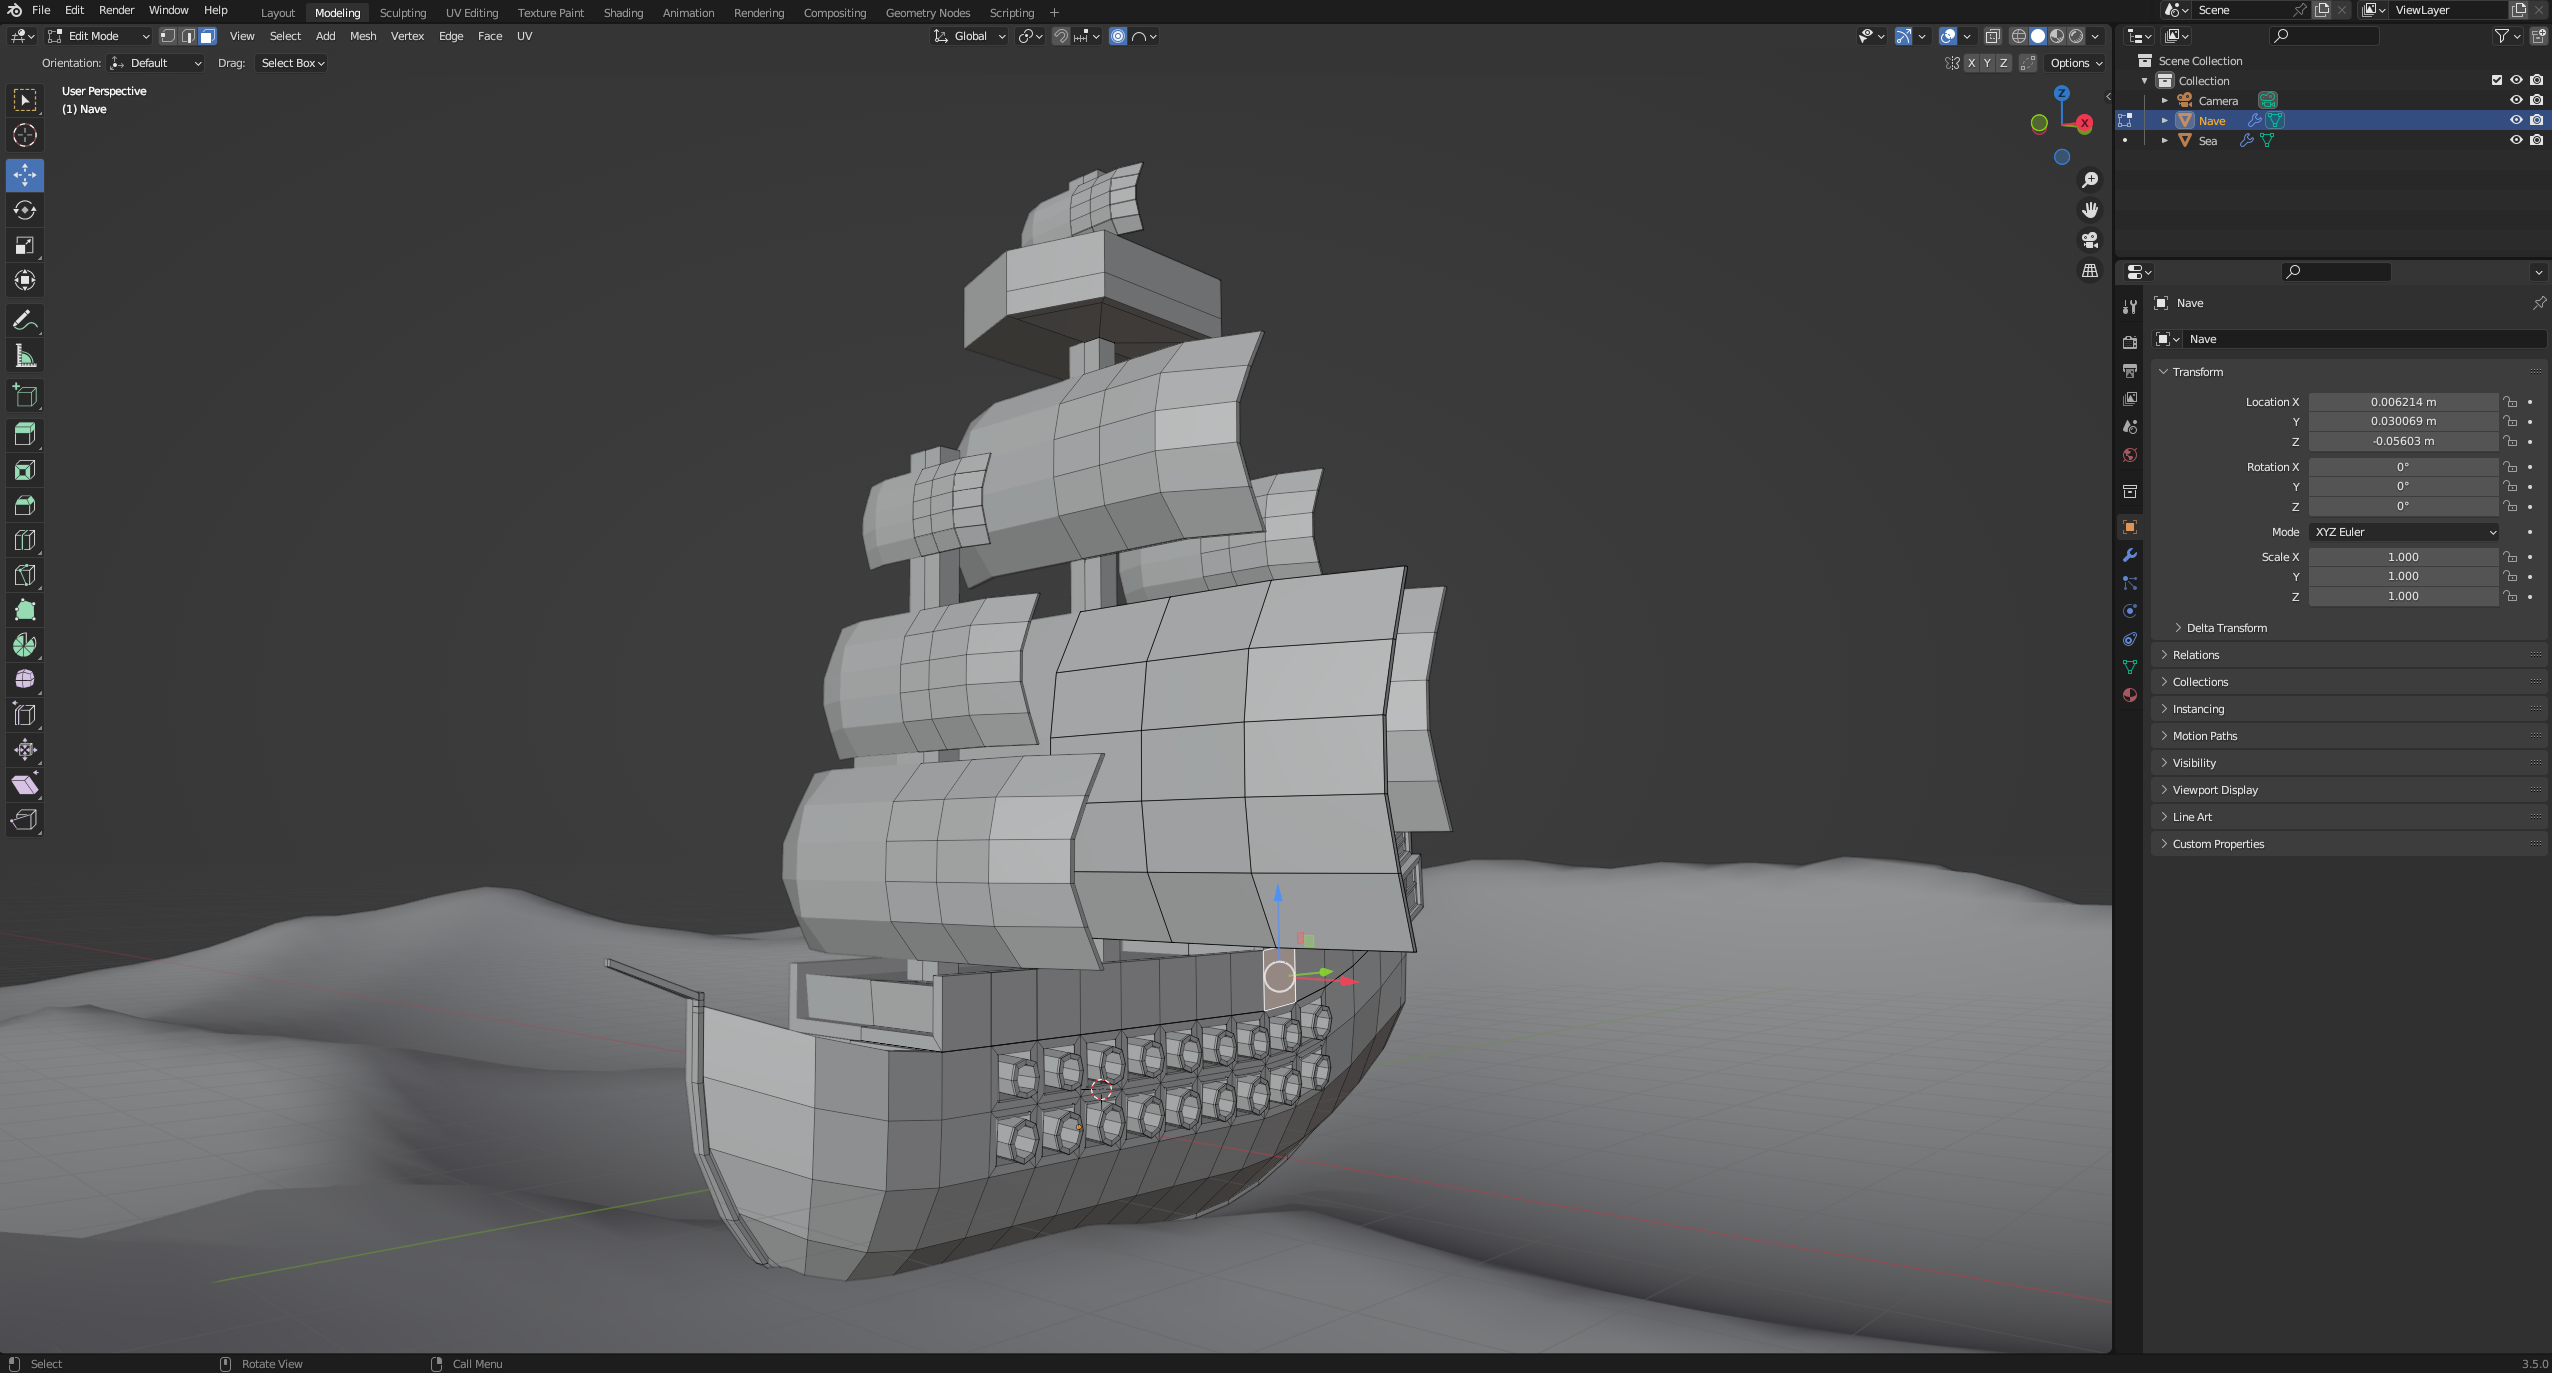 File Edit Render Window Help Layout Modeling Sculpting UV Editing Texture Paint Shading Animation Rendering Compositing Geometry Nodes Scripting Scene ViewLayer
Edit Mode View Select Add Mesh Vertex Edge Face UV Global
Orientation: Default Drag: Select Box X Y Z Options
User Perspective
(1) Nave
Z
X
Scene Collection
Collection
Camera
Nave
Sea
Nave
Nave
Transform
Location X 0.006214 m
Y 0.030069 m
Z -0.05603 m
Rotation X 0°
Y 0°
Z 0°
Mode XYZ Euler
Scale X 1.000
Y 1.000
Z 1.000
Delta Transform
Relations
Collections
Instancing
Motion Paths
Visibility
Viewport Display
Line Art
Custom Properties
Select Rotate View Call Menu 3.5.0